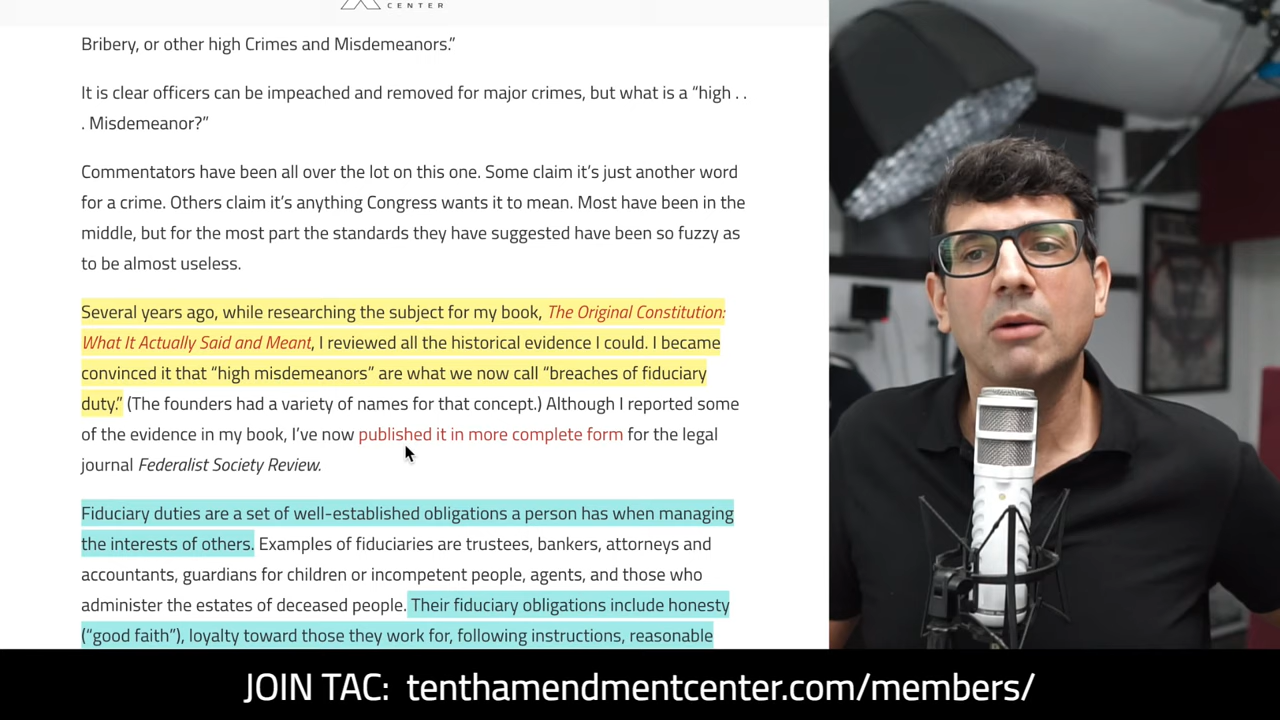 CENTER
Bribery, or other high Crimes and Misdemeanors.”
It is clear officers can be impeached and removed for major crimes, but what is a “high . .
. Misdemeanor?”
Commentators have been all over the lot on this one. Some claim it’s just another word
for a crime. Others claim it’s anything Congress wants it to mean. Most have been in the
middle, but for the most part the standards they have suggested have been so fuzzy as
to be almost useless.
Several years ago, while researching the subject for my book, The Original Constitution:
What It Actually Said and Meant, I reviewed all the historical evidence I could. I became
convinced it that “high misdemeanors” are what we now call “breaches of fiduciary
duty.” (The founders had a variety of names for that concept.) Although I reported some
of the evidence in my book, I’ve now published it in more complete form for the legal
journal Federalist Society Review.
Fiduciary duties are a set of well-established obligations a person has when managing
the interests of others. Examples of fiduciaries are trustees, bankers, attorneys and
accountants, guardians for children or incompetent people, agents, and those who
administer the estates of deceased people. Their fiduciary obligations include honesty
(“good faith”), loyalty toward those they work for, following instructions, reasonable
JOIN TAC: tenthamendmentcenter.com/members/